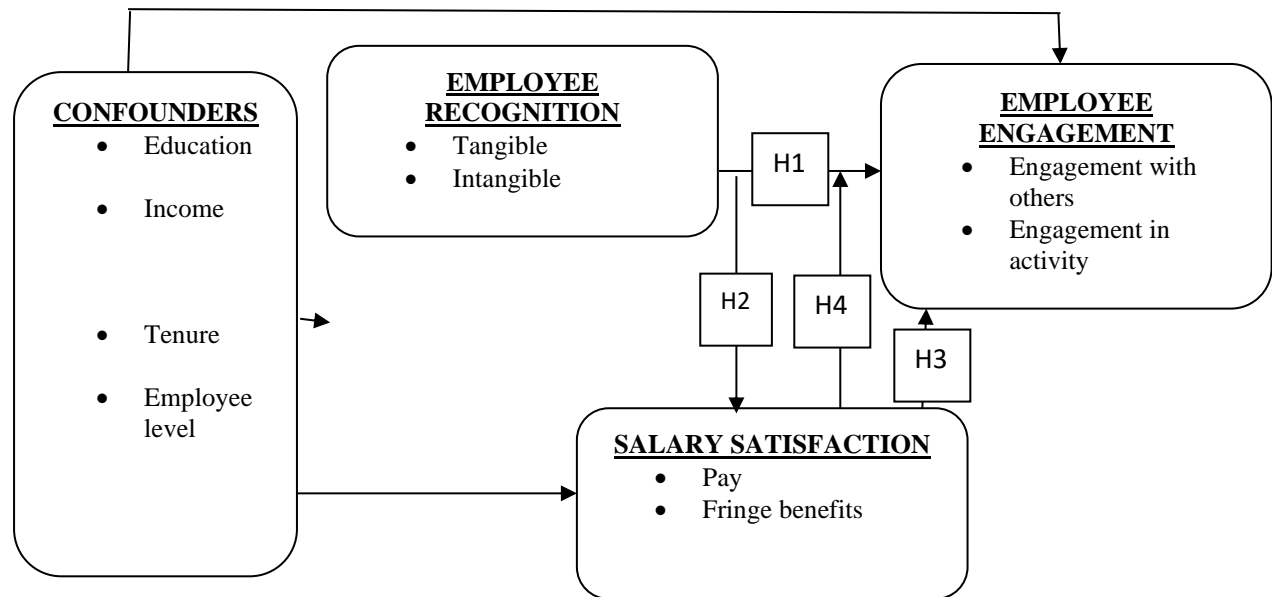 CONFOUNDERS
• Education
• Income
• Tenure
• Employee
level
EMPLOYEE
RECOGNITION
• Tangible
• Intangible
H1
H2
H4
H3
EMPLOYEE
ENGAGEMENT
• Engagement with
others
• Engagement in
activity
SALARY SATISFACTION
• Pay
• Fringe benefits